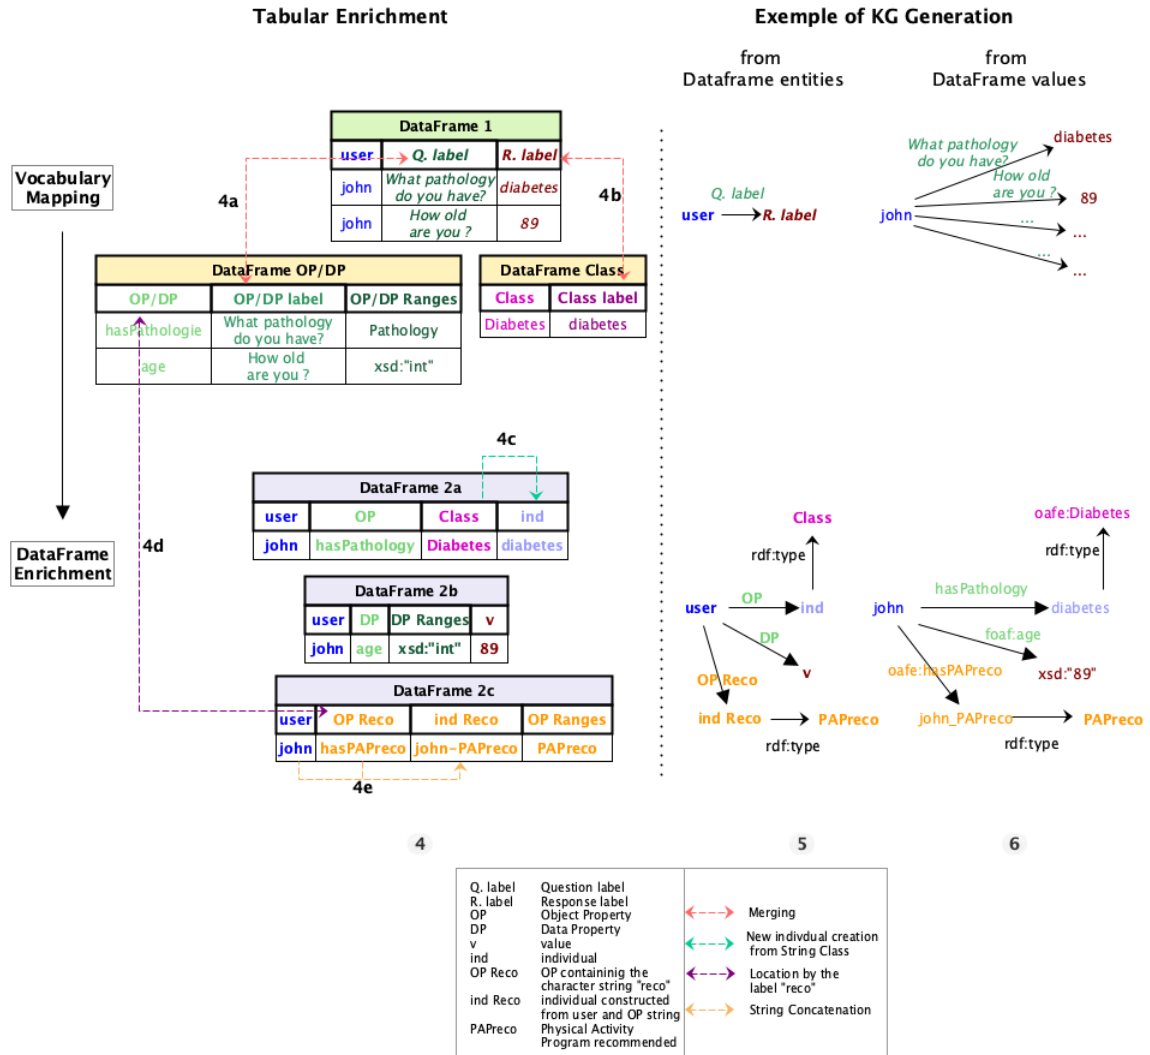 Tabular Enrichment
Exemple of KG Generation
from
Dataframe entities
from
DataFrame values
Vocabulary
Mapping
DataFrame 1
user Q. label R. label
john What pathology do you have? diabetes
john How old are you ? 89
4a
4b
DataFrame OP/DP
OP/DP OP/DP label OP/DP Ranges
hasPathologie What pathology do you have? Pathology
age How old are you ? xsd:"int"
DataFrame Class
Class Class label
Diabetes diabetes
Q. label
user R. label
What pathology
do you have?
diabetes
How old
are you ?
john
89
...
...
...
...
4c
DataFrame 2a
user OP Class ind
john hasPathology Diabetes diabetes
4d
DataFrame
Enrichment
DataFrame 2b
user DP DP Ranges v
john age xsd:"int" 89
DataFrame 2c
user OP Reco ind Reco OP Ranges
john hasPAPreco john-PAPreco PAPreco
4e
Class
rdf:type
user OP ind
DP
v
OP Reco
ind Reco PAPreco
rdf:type
oafe:Diabetes
rdf:type
john hasPathology diabetes
foaf:age
oafe:hasPAPreco
xsd:"89"
john_PAPreco PAPreco
rdf:type
4
5
6
Q. label Question label
R. label Response label
OP Object Property
DP Data Property
v value
ind individual
OP Reco OP containinig the
character string "reco"
ind Reco individual constructed
from user and OP string
PAPreco Physical Activity
Program recommended
Merging
New indivdual creation
from String Class
Location by the
label "reco"
String Concatenation